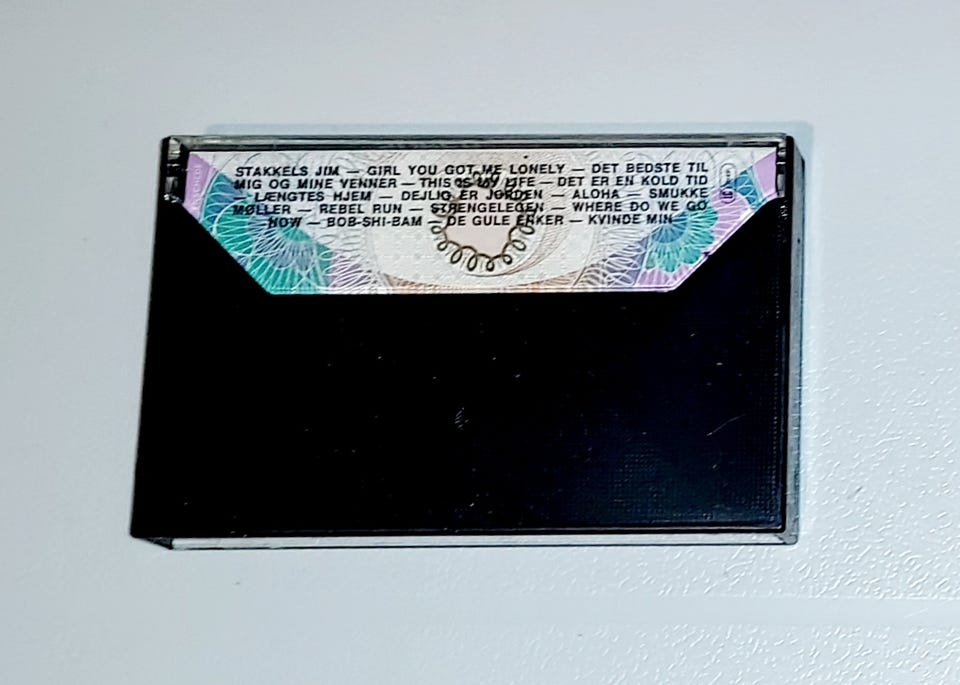 STAKKELS JIM — GIRL YOU GOT ME LONELY — DET BEDSTE TIL
MIG OG MINE VENNER — THIS IS MY LIFE — DET ER EN KOLD TID
— LÆNGTES HJEM — DEJLIG ER JORDEN — ALOHA — SMUKKE
MØLLER — REBEL RUN — STRENGELEGEN — WHERE DO WE GO
NOW — BOB-SHI-BAM — DE GULE ENKER — KVINDE MIN